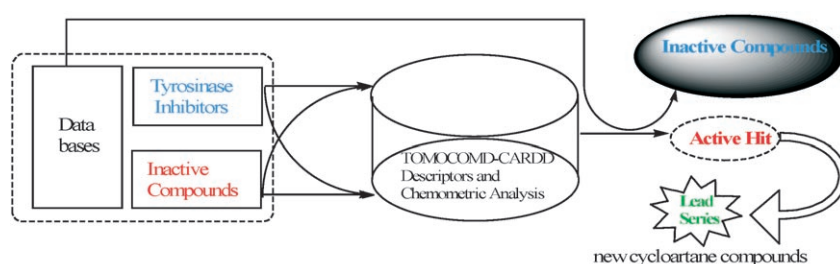 Data
bases
Tyrosinase
Inhibitors
Inactive
Compounds
TOMOCOMD-CARDD
Descriptors and
Chemometric Analysis
Inactive Compounds
Active Hit
Lead
Series
new cycloartane compounds